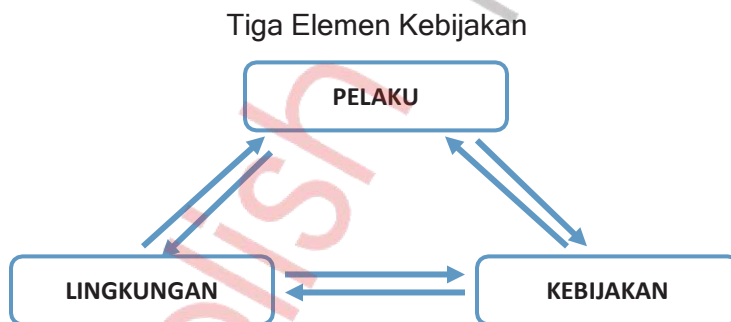 Tiga Elemen Kebijakan
PELAKU
LINGKUNGAN
KEBIJAKAN